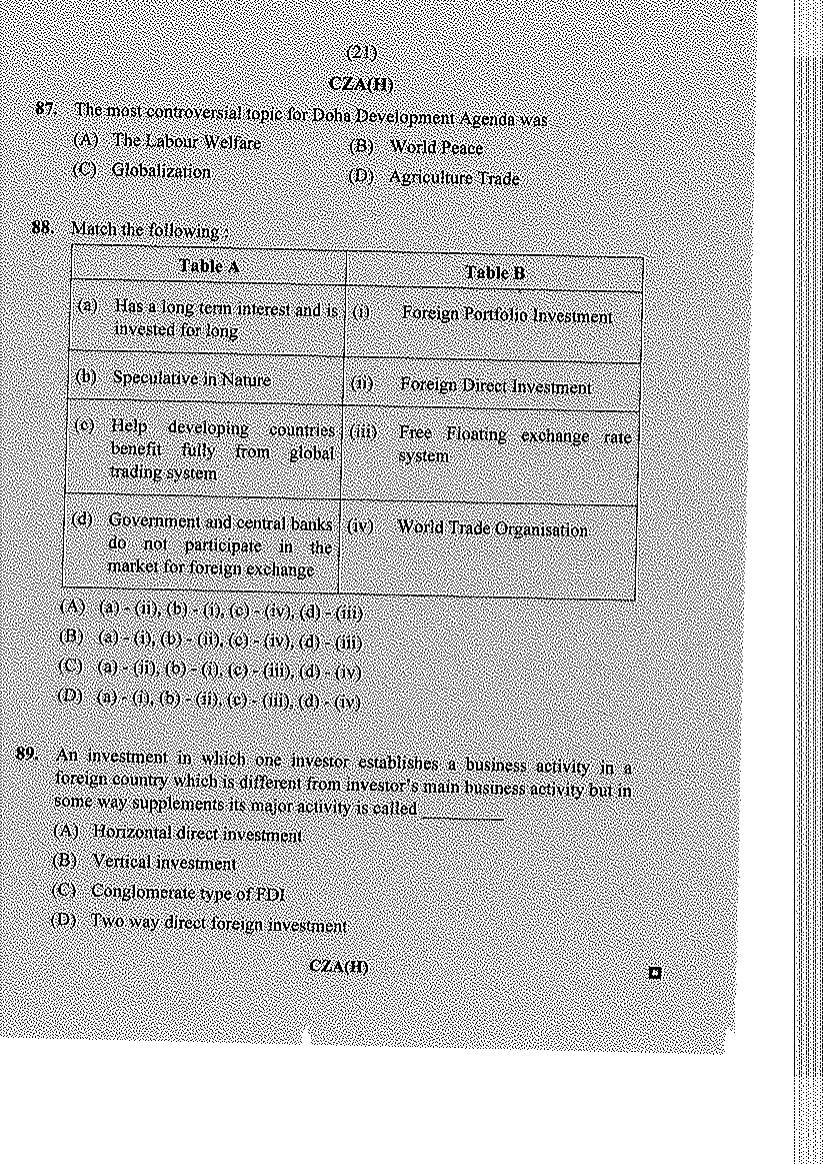 (21)
CZA(H)
87. The most controversial topic for Doha Development Agenda was
(A) The Labour Welfare (B) World Peace
(C) Globalization (D) Agriculture Trade
88. Match the following :
Table A Table B
(a) Has a long term interest and is invested for long (i) Foreign Portfolio Investment
(b) Speculative in Nature (ii) Foreign Direct Investment
(c) Help developing countries benefit fully from global trading system (iii) Free Floating exchange rate system
(d) Government and central banks do not participate in the market for foreign exchange (iv) World Trade Organisation
(A) (a) - (ii), (b) - (i), (c) - (iv), (d) - (iii)
(B) (a) - (i), (b) - (ii), (c) - (iv), (d) - (iii)
(C) (a) - (ii), (b) - (i), (c) - (iii), (d) - (iv)
(D) (a) - (i), (b) - (ii), (c) - (iii), (d) - (iv)
89. An investment in which one investor establishes a business activity in a
foreign country which is different from investor's main business activity but in
some way supplements its major activity is called ________
(A) Horizontal direct investment
(B) Vertical investment
(C) Conglomerate type of FDI
(D) Two way direct foreign investment
CZA(H)